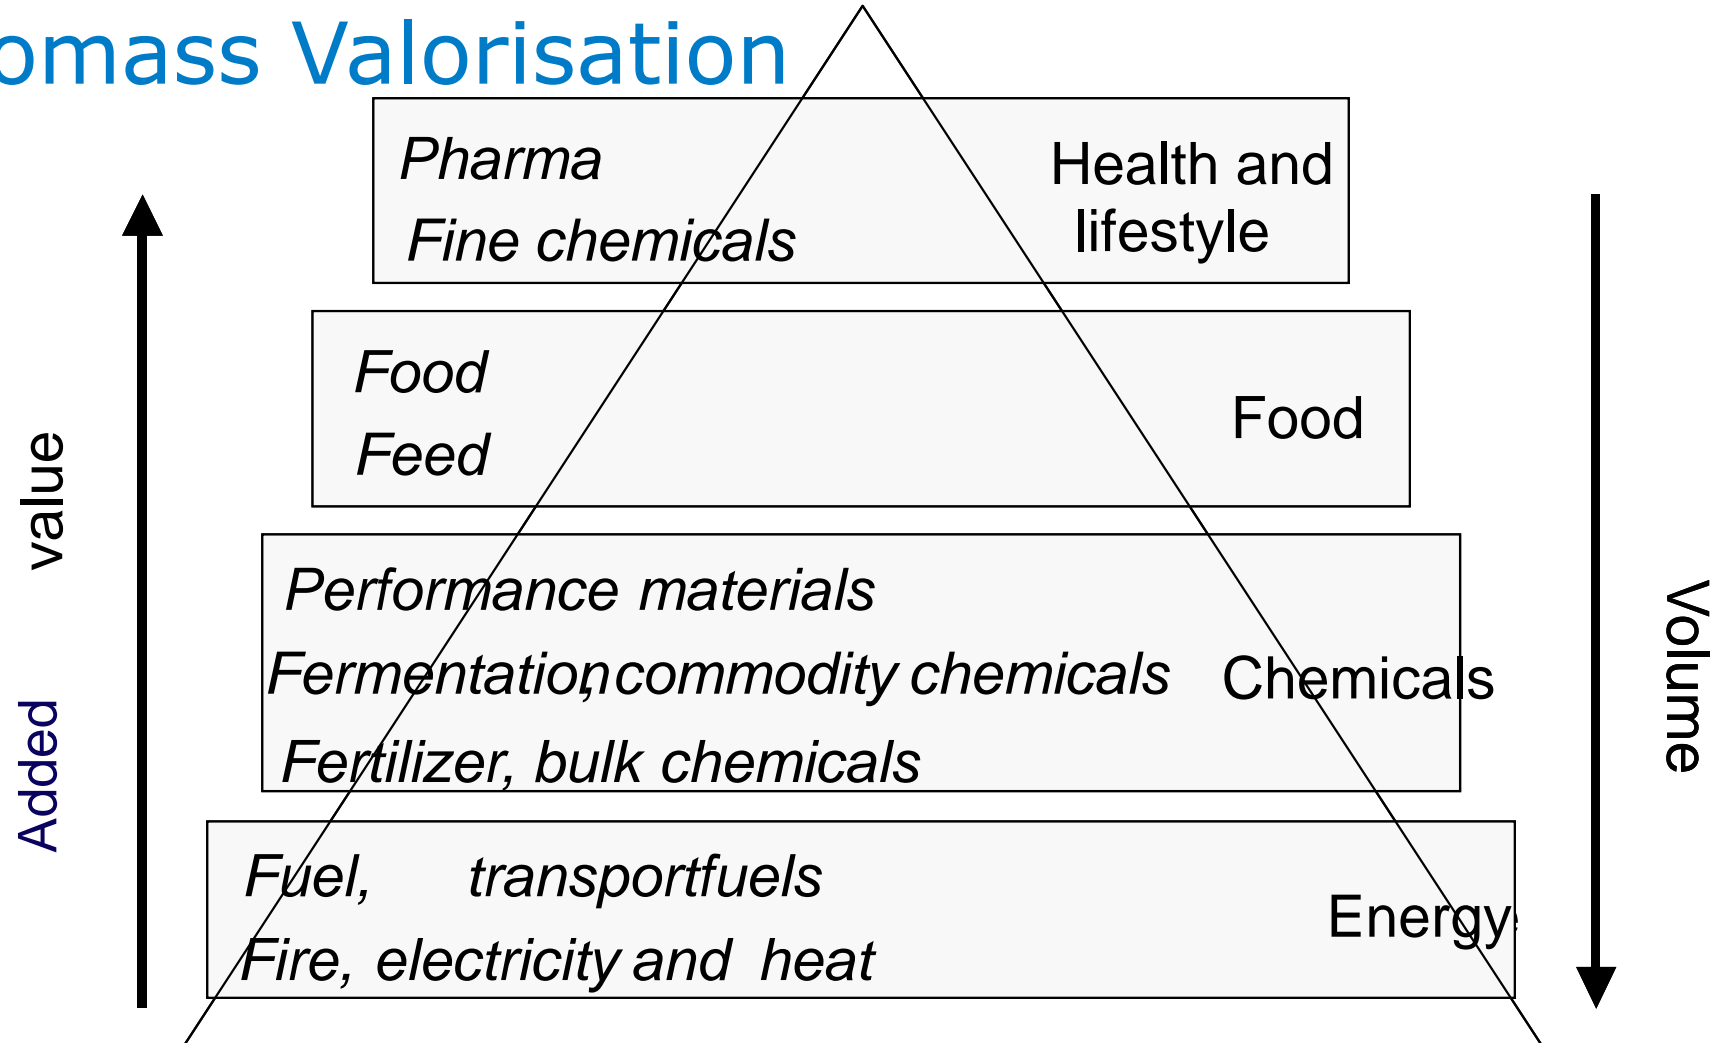 omass Valorisation
Pharma
Fine chemicals
Health and
lifestyle
Food
Feed
Food
Performance materials
Fermentation, commodity chemicals
Fertilizer, bulk chemicals
Chemicals
Fuel, transportfuels
Fire, electricity and heat
Energy
Added value
Volume